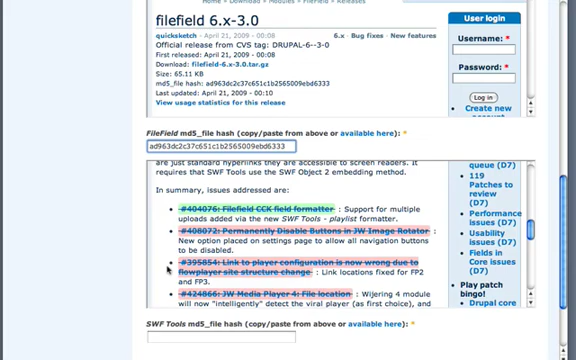 Home » Download » Modules » FileField » Releases
filefield 6.x-3.0
quicksketch - April 21, 2009 - 00:08
6.x · Bug fixes · New features
Official release from CVS tag: DRUPAL-6--3-0
First released: April 21, 2009 - 00:08
Download: filefield-6.x-3.0.tar.gz
Size: 65.11 KB
md5_file hash: ad963dc2c37c651c1b2565009ebd6333
Last updated: April 21, 2009 - 00:10
View usage statistics for this release
User login
Username: *
Password: *
Log in
Create new
FileField md5_file hash (copy/paste from above or available here): *
ad963dc2c37c651c1b2565009ebd6333
are just standard hyperlinks they are accessible to screen readers. It
requires that SWF Tools use the SWF Object 2 embedding method.
In summary, issues addressed are:
#404076: Filefield CCK field formatter : Support for multiple
uploads added via the new SWF Tools - playlist formatter.
#408072: Permanently Disable Buttons in JW Image Rotator :
New option placed on settings page to allow all navigation buttons
to be disabled.
#395854: Link to player configuration is now wrong due to
flowplayer site structure change : Link locations fixed for FP2
and FP3.
#424866: JW Media Player 4: File location : Wijering 4 module
will now "intelligently" detect the viral player (as first choice), and
queue (D7)
119
Patches to
review
(D7)
Performance
issues (D7)
Usability
issues (D7)
Fields in
Core issues
(D7)
Play patch
bingo!
Drupal core
SWF Tools md5_file hash (copy/paste from above or available here): *